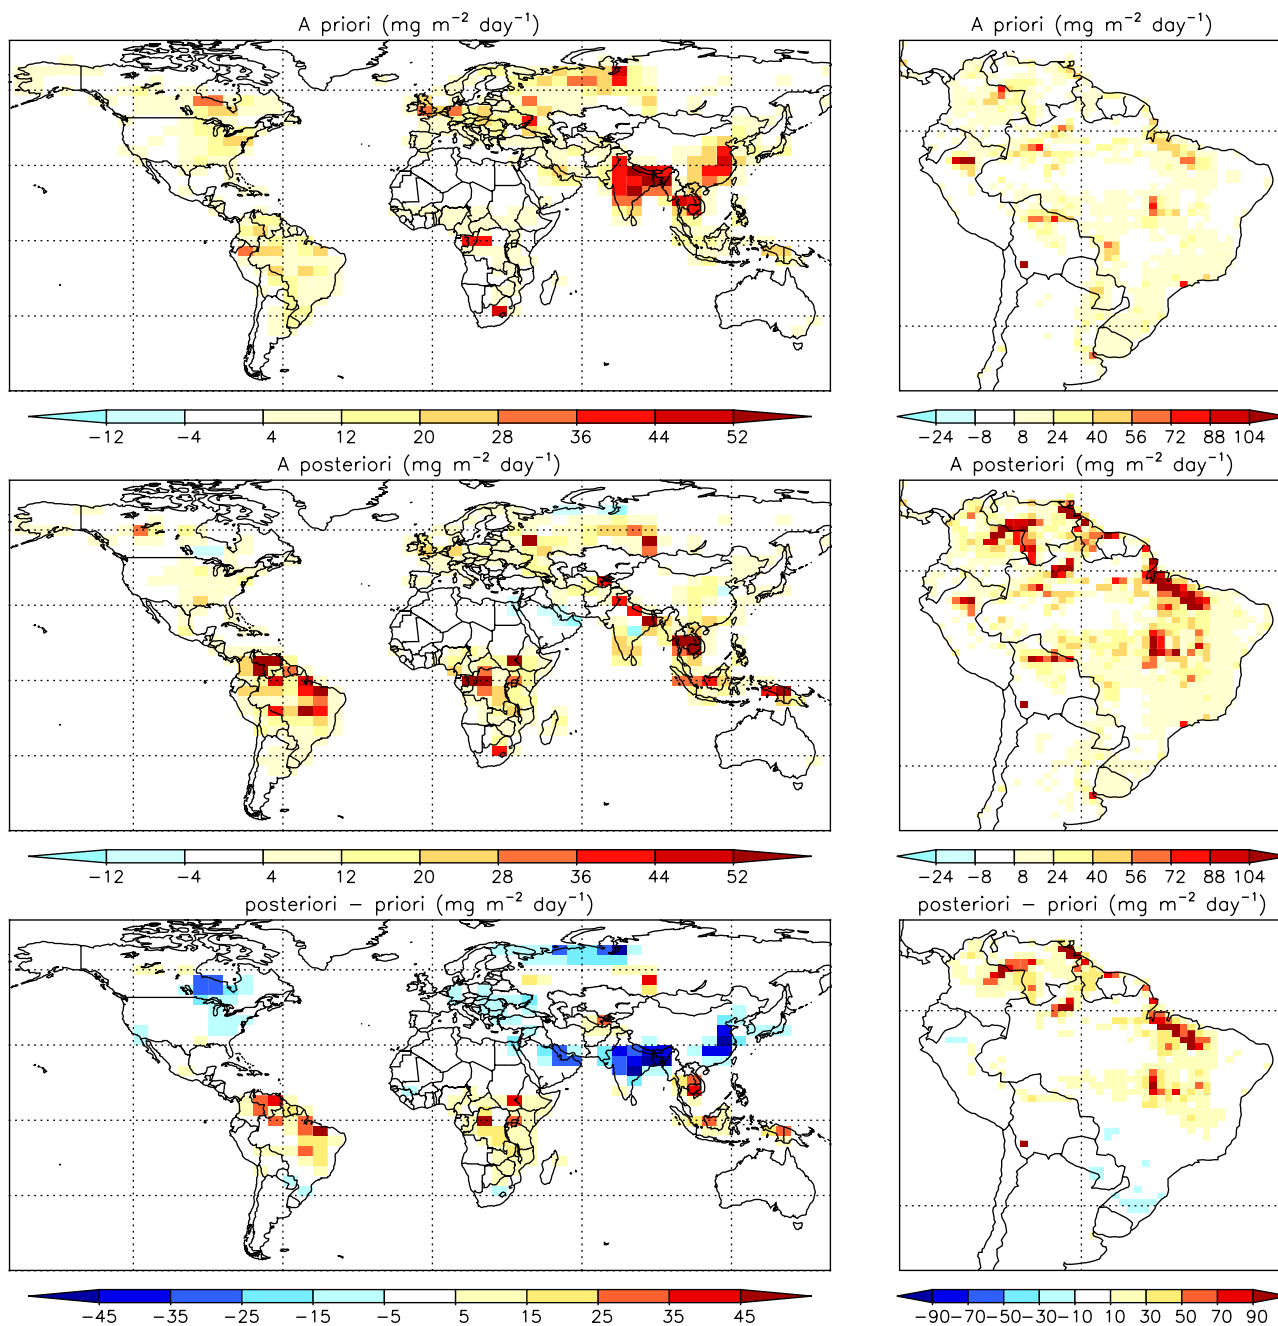 A priori (mg m⁻² day⁻¹)
A priori (mg m⁻² day⁻¹)
−12 −4 4 12 20 28 36 44 52
−24 −8 8 24 40 56 72 88 104
A posteriori (mg m⁻² day⁻¹)
A posteriori (mg m⁻² day⁻¹)
−12 −4 4 12 20 28 36 44 52
−24 −8 8 24 40 56 72 88 104
posteriori − priori (mg m⁻² day⁻¹)
posteriori − priori (mg m⁻² day⁻¹)
−45 −35 −25 −15 −5 5 15 25 35 45
−90 −70 −50 −30 −10 10 30 50 70 90